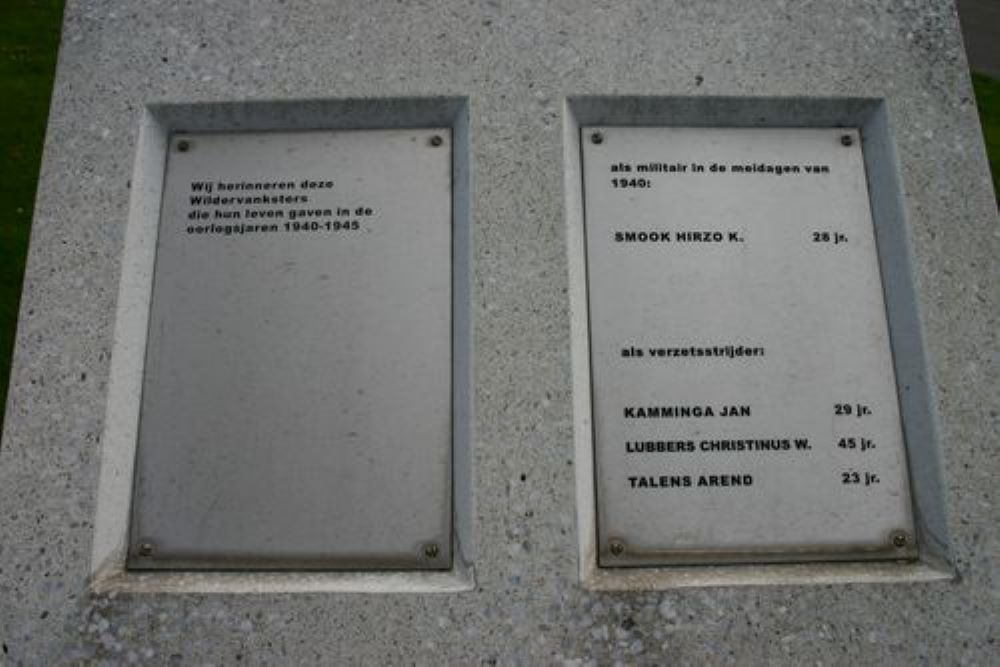 Wij herinneren deze
Wildervanksters
die hun leven gaven in de
oorlogsjaren 1940-1945
als militair in de meidagen van
1940:
SMOOK HIRZO K. 28 jr.
als verzetsstrijder:
KAMMINGA JAN 29 jr.
LUBBERS CHRISTINUS W. 45 jr.
TALENS AREND 23 jr.